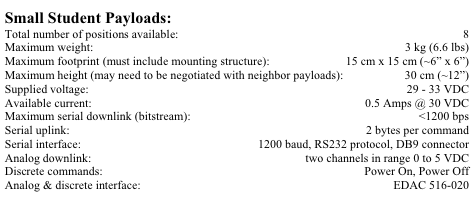 Small Student Payloads:
Total number of positions available: 8
Maximum weight: 3 kg (6.6 lbs)
Maximum footprint (must include mounting structure): 15 cm x 15 cm (~6” x 6”)
Maximum height (may need to be negotiated with neighbor payloads): 30 cm (~12”)
Supplied voltage: 29 - 33 VDC
Available current: 0.5 Amps @ 30 VDC
Maximum serial downlink (bitstream): <1200 bps
Serial uplink: 2 bytes per command
Serial interface: 1200 baud, RS232 protocol, DB9 connector
Analog downlink: two channels in range 0 to 5 VDC
Discrete commands: Power On, Power Off
Analog & discrete interface: EDAC 516-020